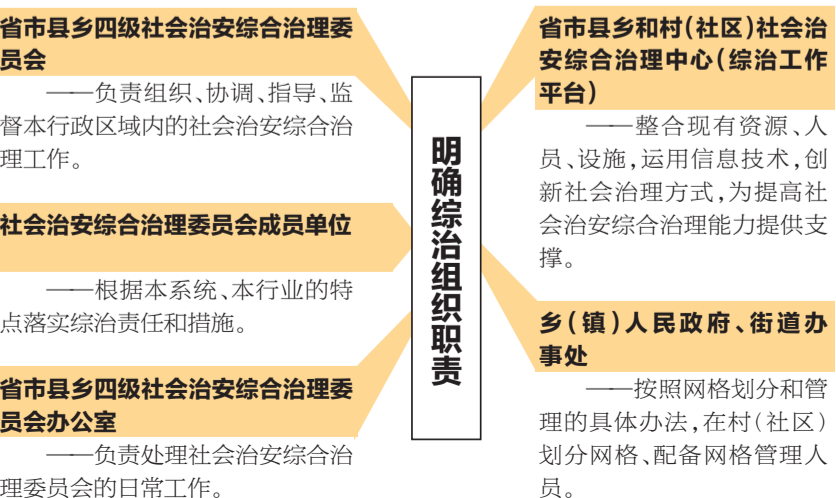 省市县乡四级社会治安综合治理委
员会
——负责组织、协调、指导、监
督本行政区域内的社会治安综合治
理工作。
社会治安综合治理委员会成员单位
——根据本系统、本行业的特
点落实综治责任和措施。
省市县乡四级社会治安综合治理委
员会办公室
——负责处理社会治安综合治
理委员会的日常工作。
明确综治组织职责
省市县乡和村(社区)社会治
安综合治理中心(综治工作
平台)
——整合现有资源、人
员、设施,运用信息技术,创
新社会治理方式,为提高社
会治安综合治理能力提供支
撑。
乡(镇)人民政府、街道办
事处
——按照网格划分和管
理的具体办法,在村(社区)
划分网格、配备网格管理人
员。